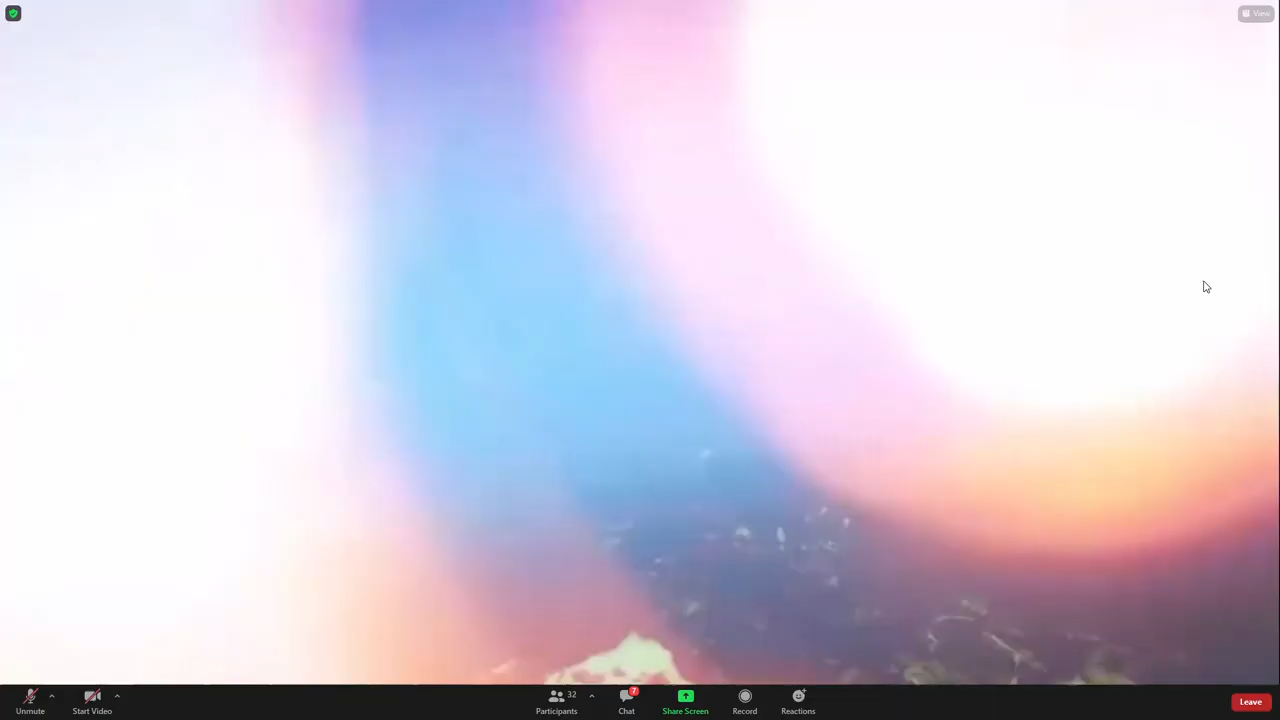 View
32
7
Unmute
Start Video
Participants
Chat
Share Screen
Record
Reactions
Leave